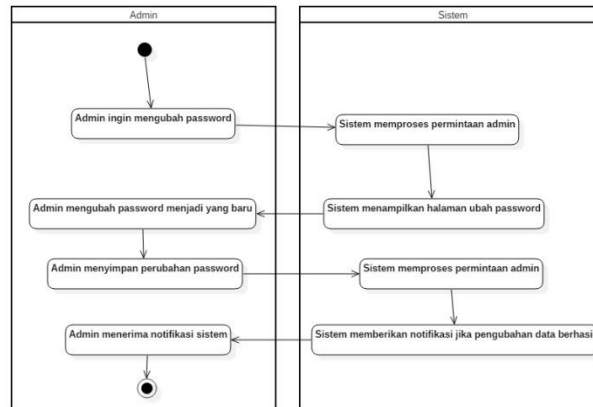 Admin
Sistem
Admin ingin mengubah password
Sistem memproses permintaan admin
Admin mengubah password menjadi yang baru
Sistem menampilkan halaman ubah password
Admin menyimpan perubahan password
Sistem memproses permintaan admin
Admin menerima notifikasi sistem
Sistem memberikan notifikasi jika pengubahan data berhasi